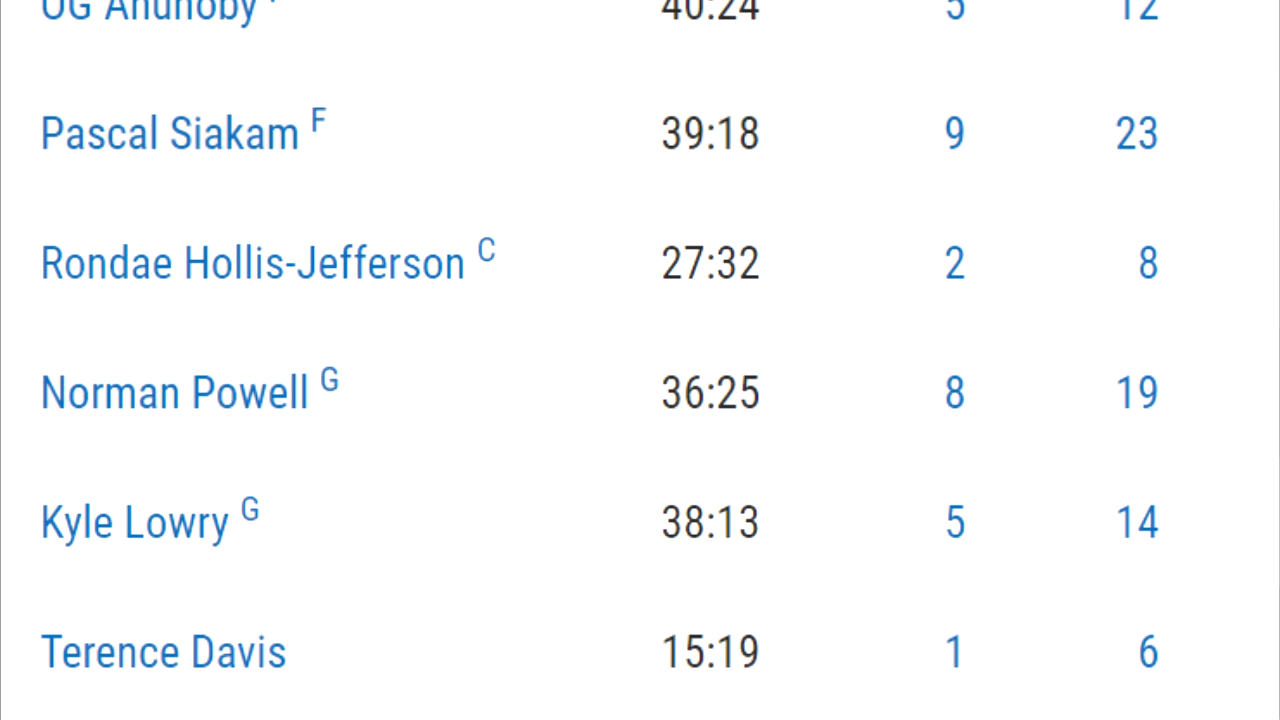 OG Anunoby 40:24 5 12
Pascal Siakam F 39:18 9 23
Rondae Hollis-Jefferson C 27:32 2 8
Norman Powell G 36:25 8 19
Kyle Lowry G 38:13 5 14
Terence Davis 15:19 1 6